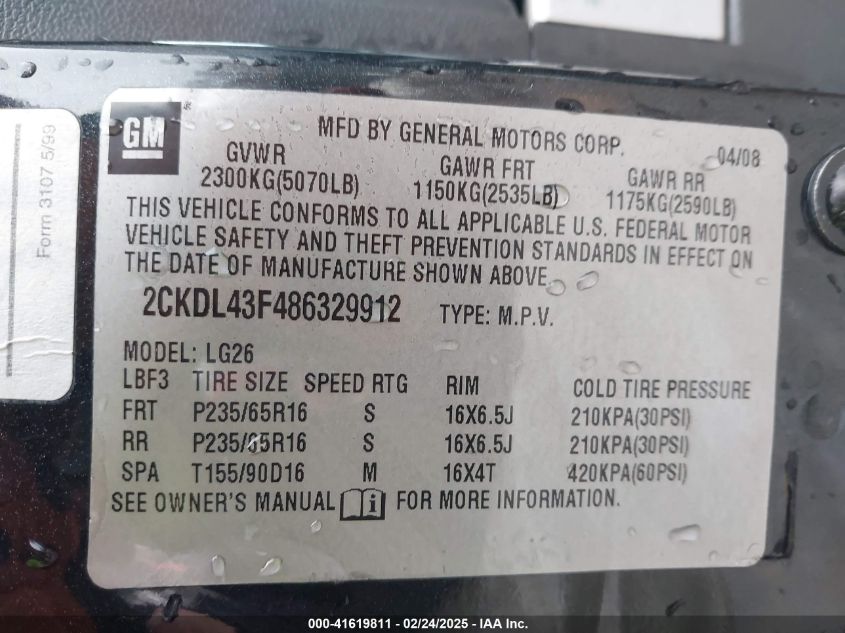 GM
®
MFD BY GENERAL MOTORS CORP. 04/08
GVWR GAWR FRT GAWR RR
2300KG(5070LB) 1150KG(2535LB) 1175KG(2590LB)
THIS VEHICLE CONFORMS TO ALL APPLICABLE U.S. FEDERAL MOTOR
VEHICLE SAFETY AND THEFT PREVENTION STANDARDS IN EFFECT ON
THE DATE OF MANUFACTURE SHOWN ABOVE.
2CKDL43F486329912 TYPE: M.P.V.
MODEL: LG26
LBF3 TIRE SIZE SPEED RTG RIM COLD TIRE PRESSURE
FRT P235/65R16 S 16X6.5J 210KPA(30PSI)
RR P235/65R16 S 16X6.5J 210KPA(30PSI)
SPA T155/90D16 M 16X4T 420KPA(60PSI)
SEE OWNER'S MANUAL i FOR MORE INFORMATION.
Form 3107 5/99
000-41619811 - 02/24/2025 - IAA Inc.